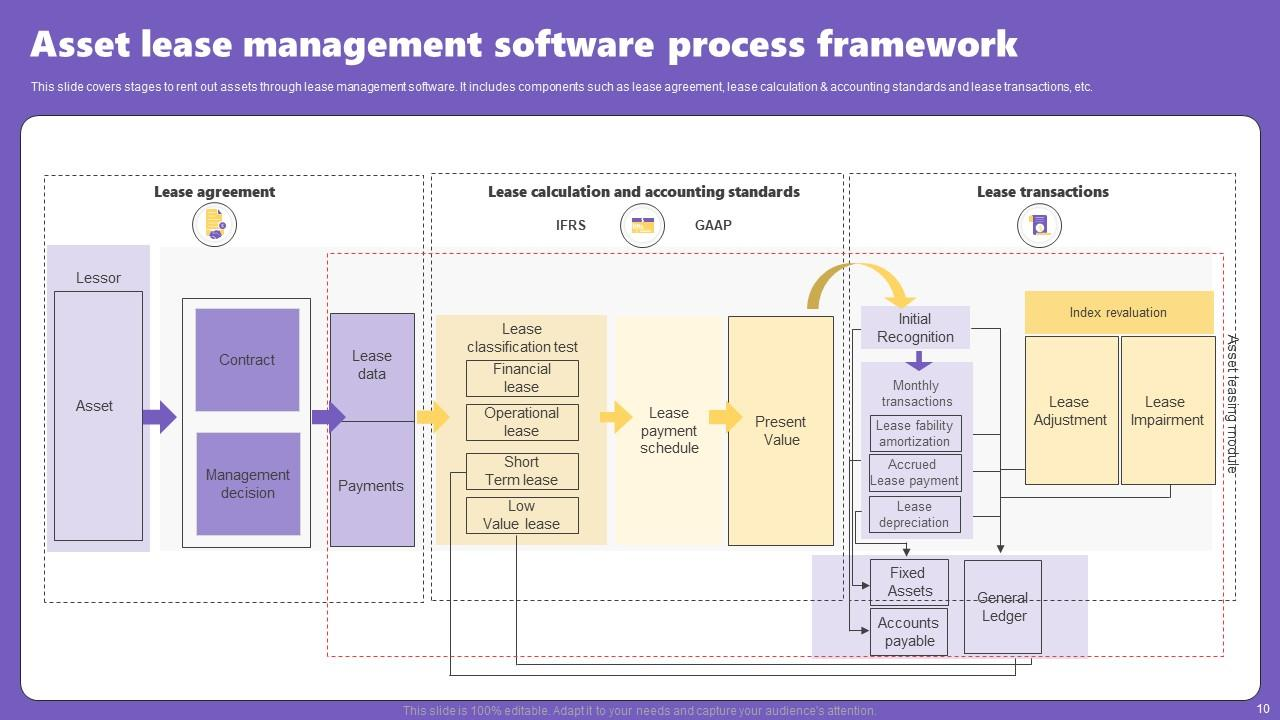 Asset lease management software process framework
This slide covers stages to rent out assets through lease management software. It includes components such as lease agreement, lease calculation & accounting standards and lease transactions, etc.
Lease agreement
Lessor
Asset
Contract
Management
decision
Lease
data
Payments
Lease calculation and accounting standards
IFRS
GAAP
Lease
classification test
Financial
lease
Operational
lease
Short
Term lease
Low
Value lease
Lease
payment
schedule
Present
Value
Lease transactions
Initial
Recognition
Monthly
transactions
Lease fability
amortization
Accrued
Lease payment
Lease
depreciation
Index revaluation
Lease
Adjustment
Lease
Impairment
Asset leasing module
Fixed
Assets
Accounts
payable
General
Ledger
This slide is 100% editable. Adapt it to your needs and capture your audience's attention.
10